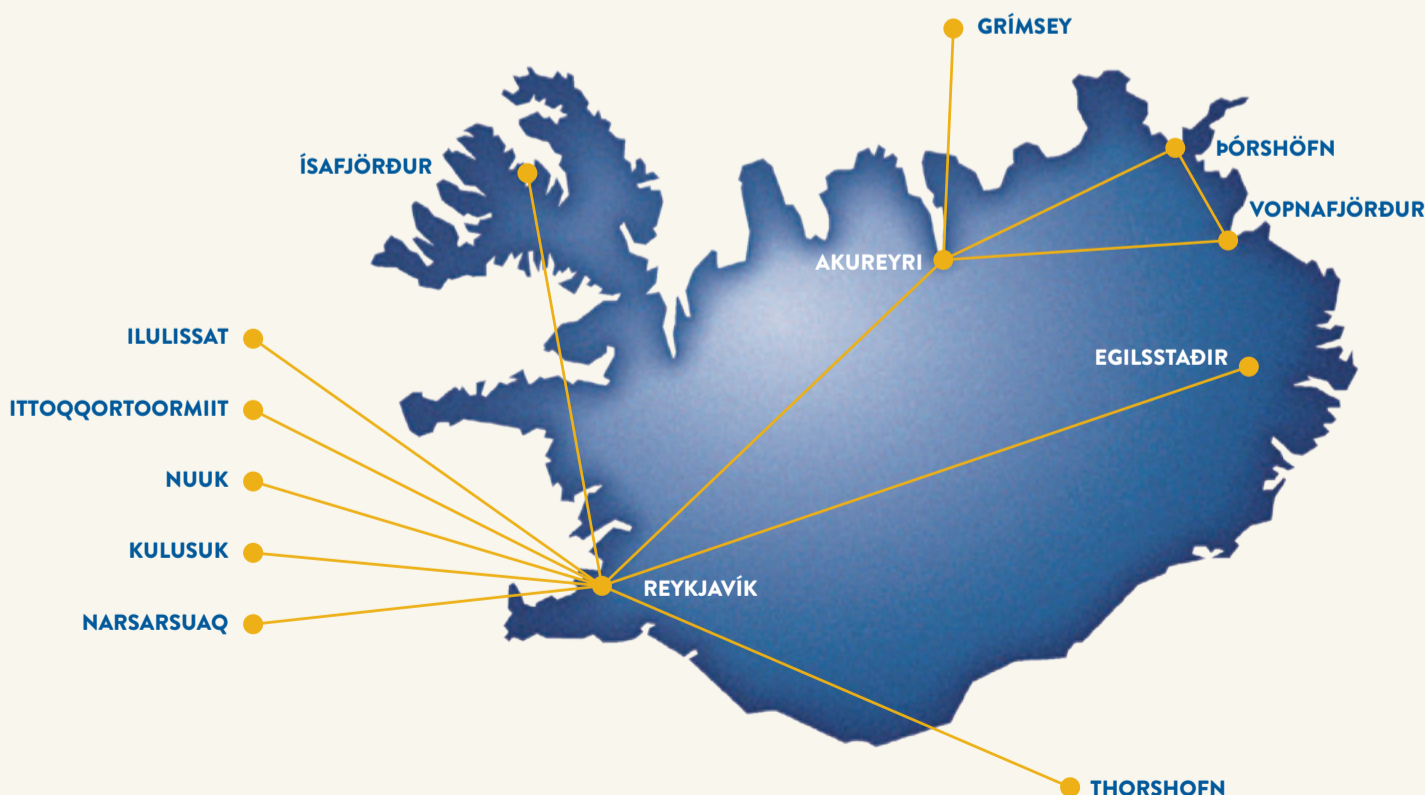 GRÍMSEY
ÍSAFJÖRÐUR
ÞÓRSHÖFN
VOPNAFJÖRÐUR
AKUREYRI
ILULISSAT
EGILSSTAÐIR
ITTOQQORTOORMIIT
NUUK
KULUSUK
REYKJAVÍK
NARSARSUAQ
THORSHOFN